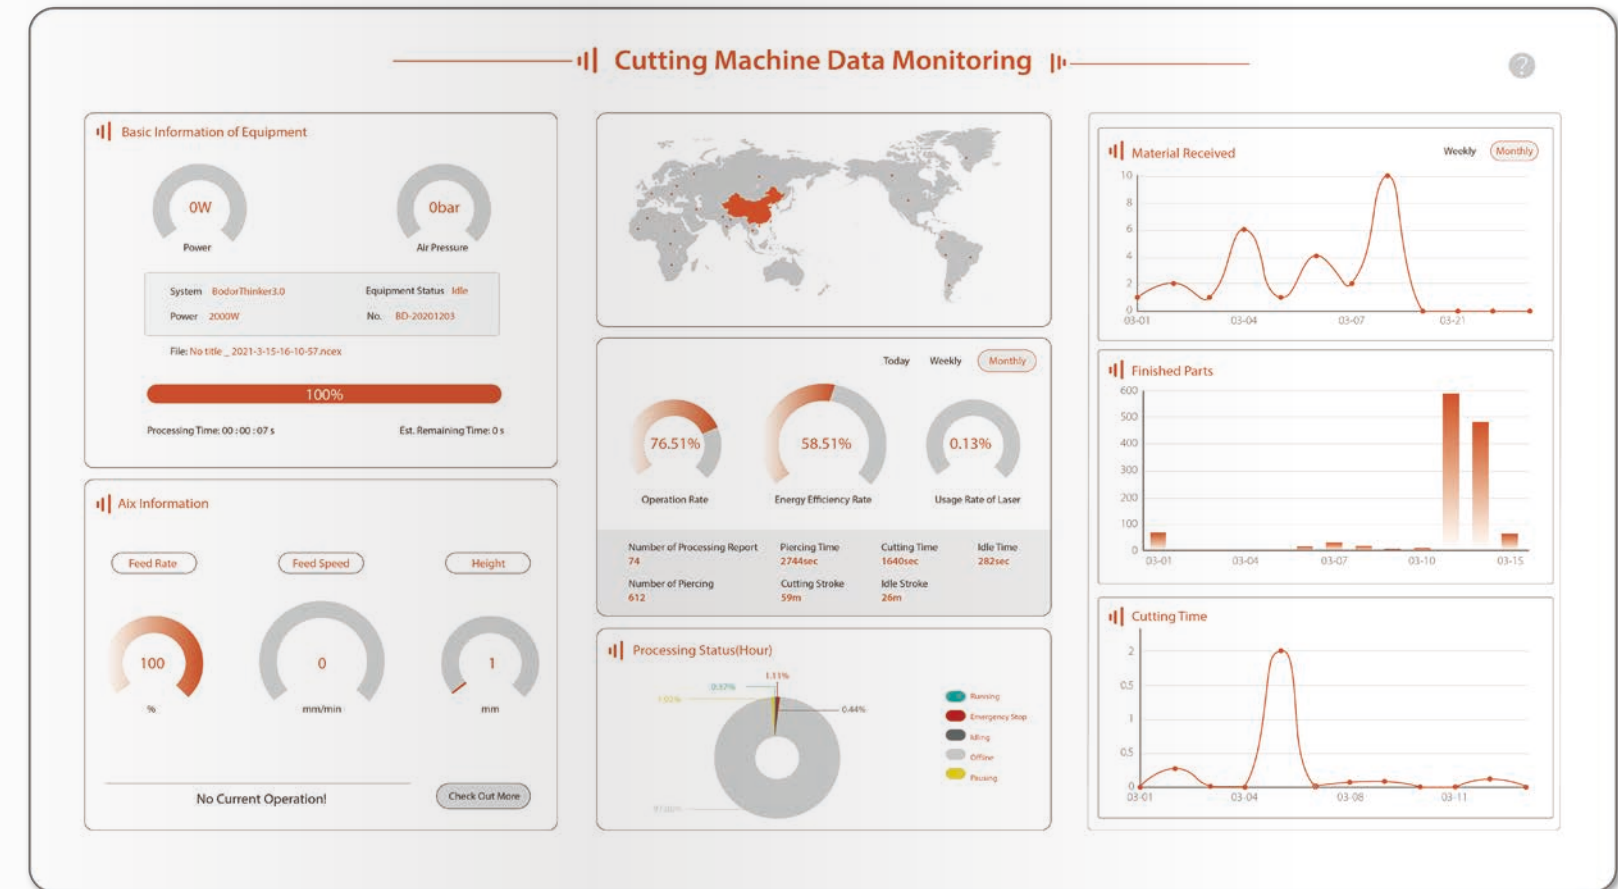 Cutting Machine Data Monitoring
?
Basic Information of Equipment
0W
Power
0bar
Air Pressure
System BodorThinker3.0
Equipment Status Idle
Power 2000W
No. BD-20201203
File: No title _ 2021-3-15-16-10-57.ncex
100%
Processing Time: 00 : 00 : 07 s
Est. Remaining Time: 0 s
Aix Information
Feed Rate
Feed Speed
Height
100
0
1
%
mm/min
mm
No Current Operation!
Check Out More
Today Weekly Monthly
76.51%
58.51%
0.13%
Operation Rate
Energy Efficiency Rate
Usage Rate of Laser
Number of Processing Report
74
Piercing Time
2744sec
Cutting Time
1640sec
Idle Time
282sec
Number of Piercing
612
Cutting Stroke
59m
Idle Stroke
26m
Processing Status(Hour)
1.11%
0.44%
Running
Emergency Stop
Idling
Offline
Pausing
Material Received
Weekly Monthly
10
8
6
4
2
0
03-01 03-04 03-07 03-21
Finished Parts
600
500
400
300
200
100
0
03-01 03-04 03-07 03-10 03-15
Cutting Time
2
0.5
1
0.5
0
03-01 03-04 03-08 03-11